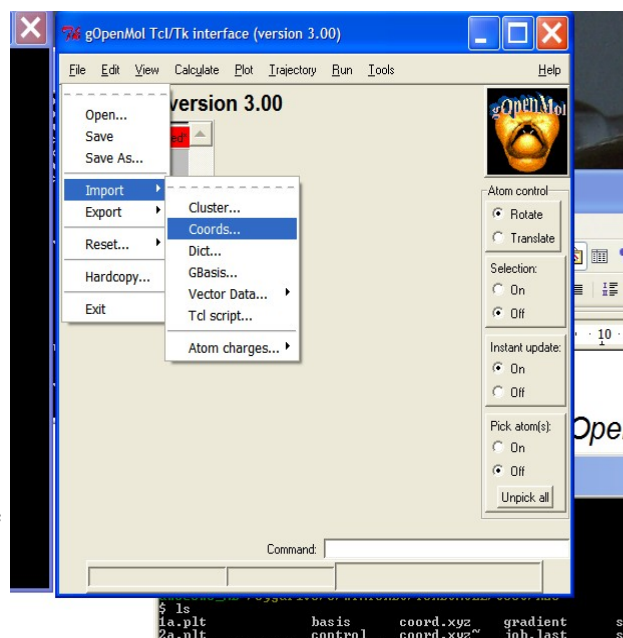 gOpenMol Tcl/Tk interface (version 3.00)
File Edit View Calculate Plot Trajectory Run Tools Help
version 3.00
gOpenMol
Open...
Save
Save As...
Import
Export
Reset...
Hardcopy...
Exit
Cluster...
Coords...
Dict...
GBasis...
Vector Data...
Tcl script...
Atom charges...
Atom control
Rotate
Translate
Selection:
On
Off
Instant update:
On
Off
Pick atom(s):
On
Off
Unpick all
Command:
10
Ope
$ ls
1a.plt basis coord.xyz gradient s
2a.plt control coord.xyz~ job.last s